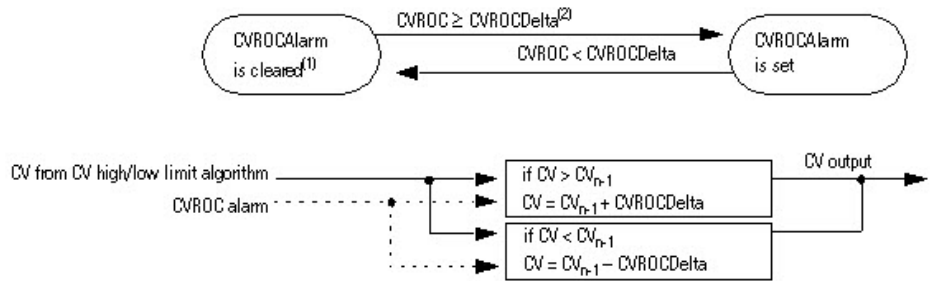 CVROC ≥ CVROCDelta(2)
CVROCAlarm
is cleared(1)
CVROC < CVROCDelta
CVROCAlarm
is set
CV from CV high/low limit algorithm
CVROC alarm
if CV > CVn-1
CV = CVn-1 + CVROCDelta
if CV < CVn-1
CV = CVn-1 – CVROCDelta
CV output